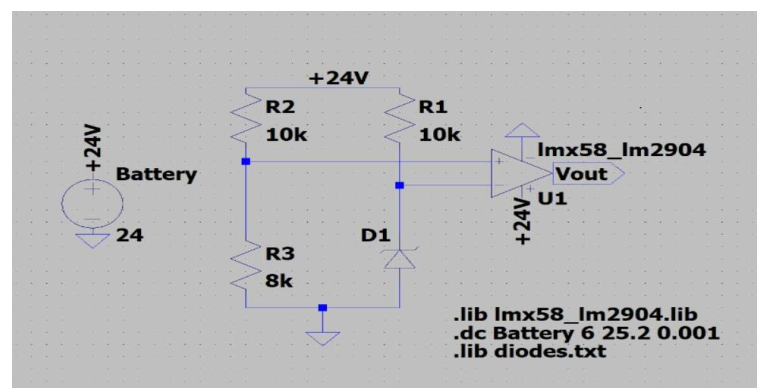 +24V
R2
10k
R1
10k
+24V
Battery
24
lmx58_lm2904
+
-
-
+
Vout
U1
+24V
R3
8k
D1
.lib lmx58_lm2904.lib
.dc Battery 6 25.2 0.001
.lib diodes.txt